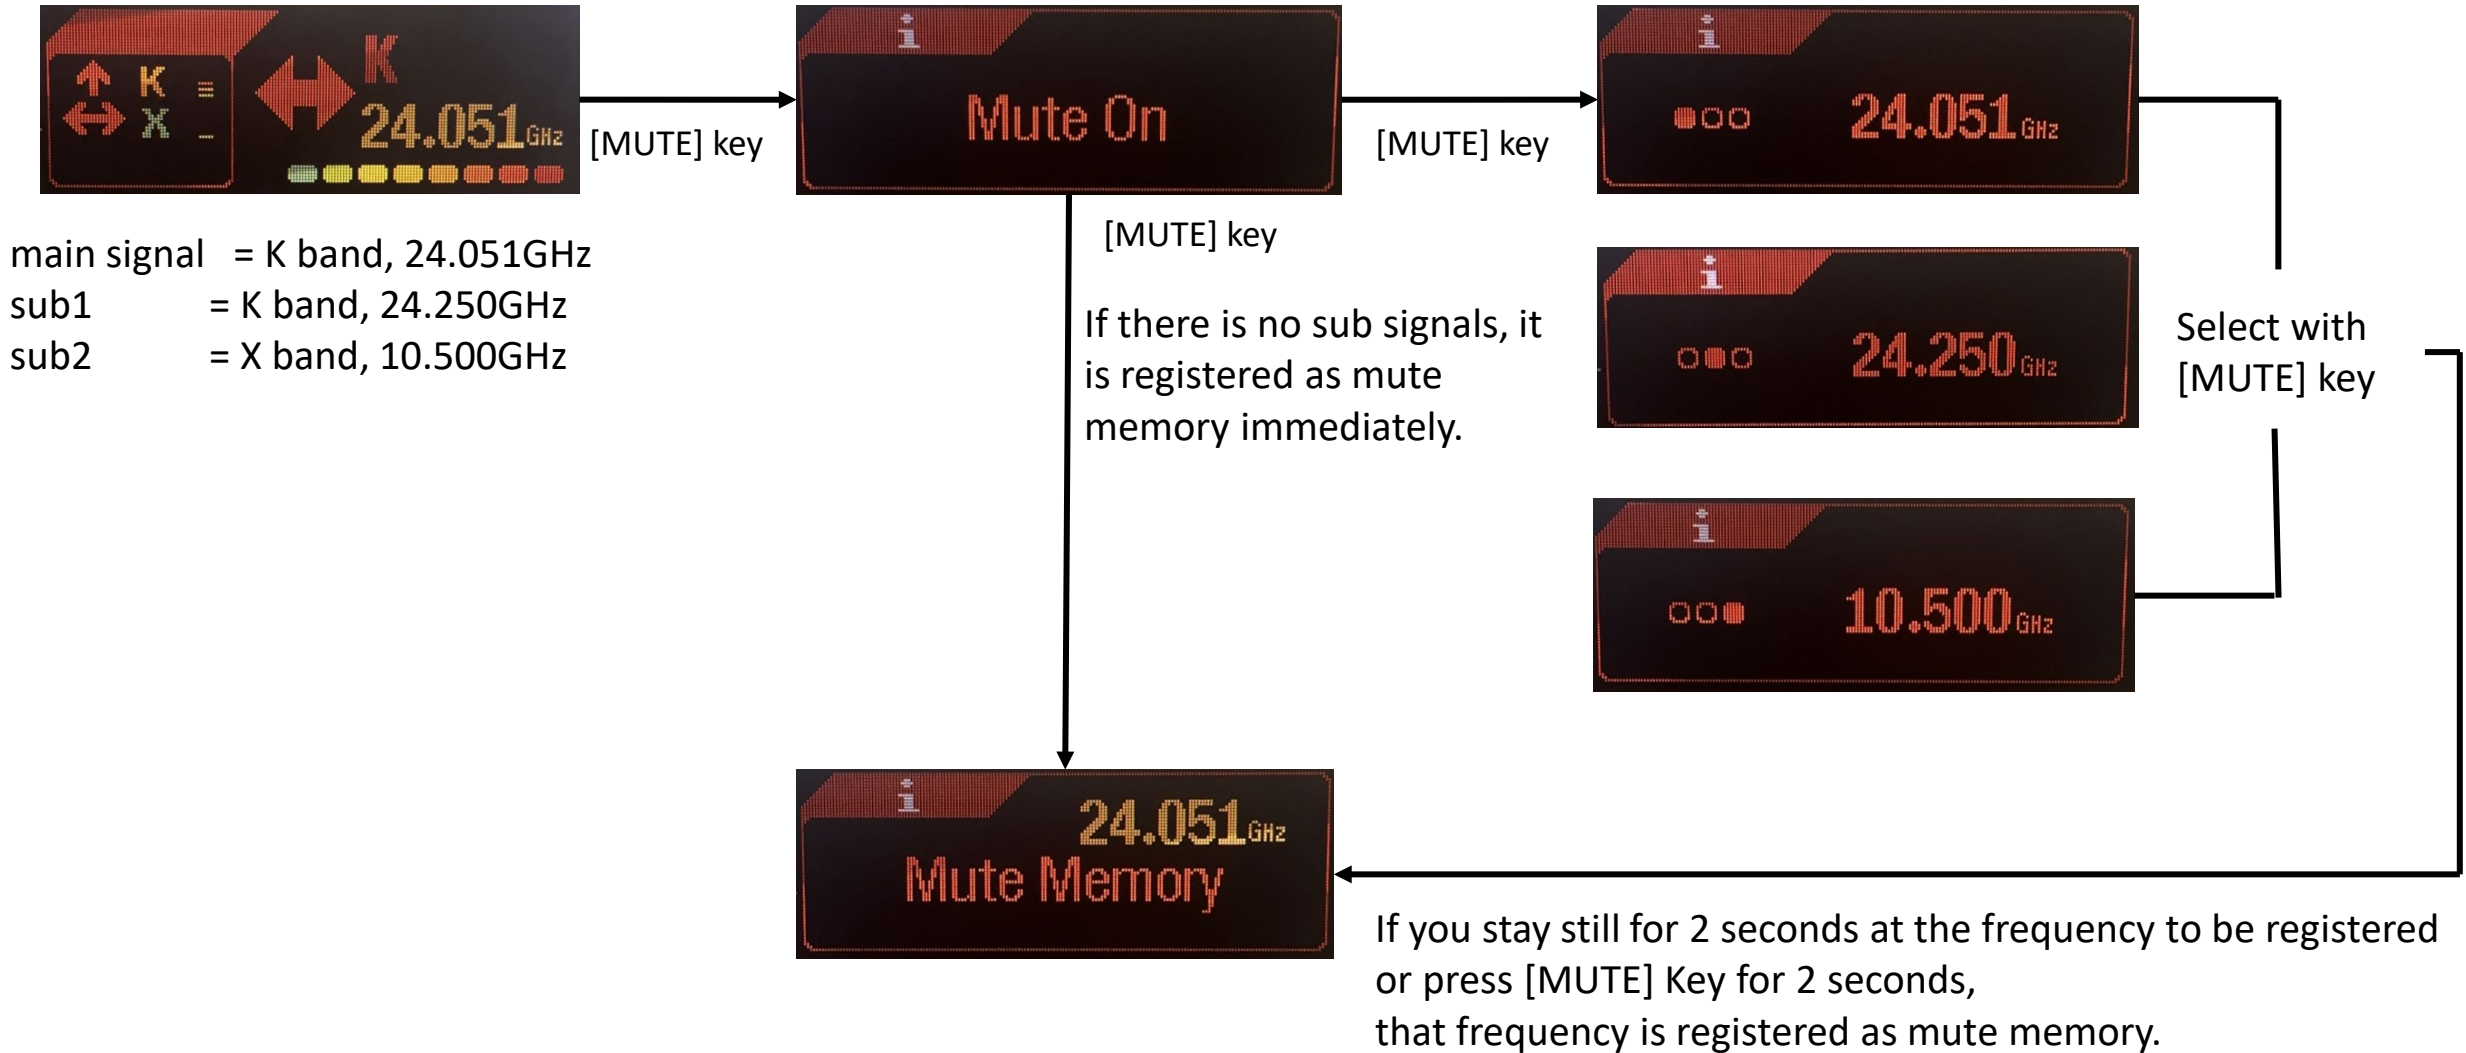 K
K
X
24.051GHz
[MUTE] key
i
Mute On
[MUTE] key
i
24.051GHz
main signal = K band, 24.051GHz
sub1 = K band, 24.250GHz
sub2 = X band, 10.500GHz
[MUTE] key
If there is no sub signals, it
is registered as mute
memory immediately.
i
24.250GHz
Select with
[MUTE] key
i
10.500GHz
i
24.051GHz
Mute Memory
If you stay still for 2 seconds at the frequency to be registered
or press [MUTE] Key for 2 seconds,
that frequency is registered as mute memory.